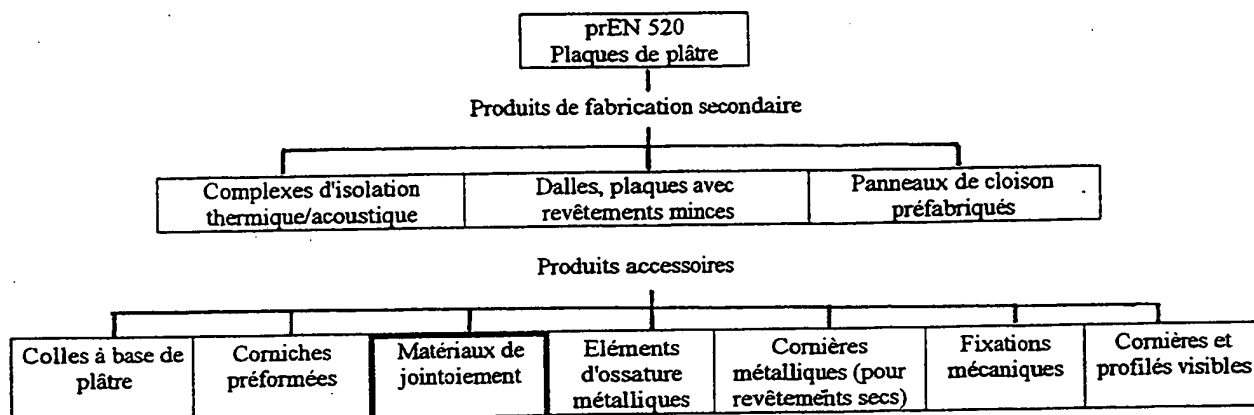 prEN 520
Plaques de plâtre
Produits de fabrication secondaire
Complexes d'isolation
thermique/acoustique
Dalles, plaques avec
revêtements minces
Panneaux de cloison
préfabriqués
Produits accessoires
Colles à base de
plâtre
Corniches
préformées
Matériaux de
jointoiement
Eléments
d'ossature
métalliques
Cornières
métalliques (pour
revêtements secs)
Fixations
mécaniques
Cornières et
profilés visibles